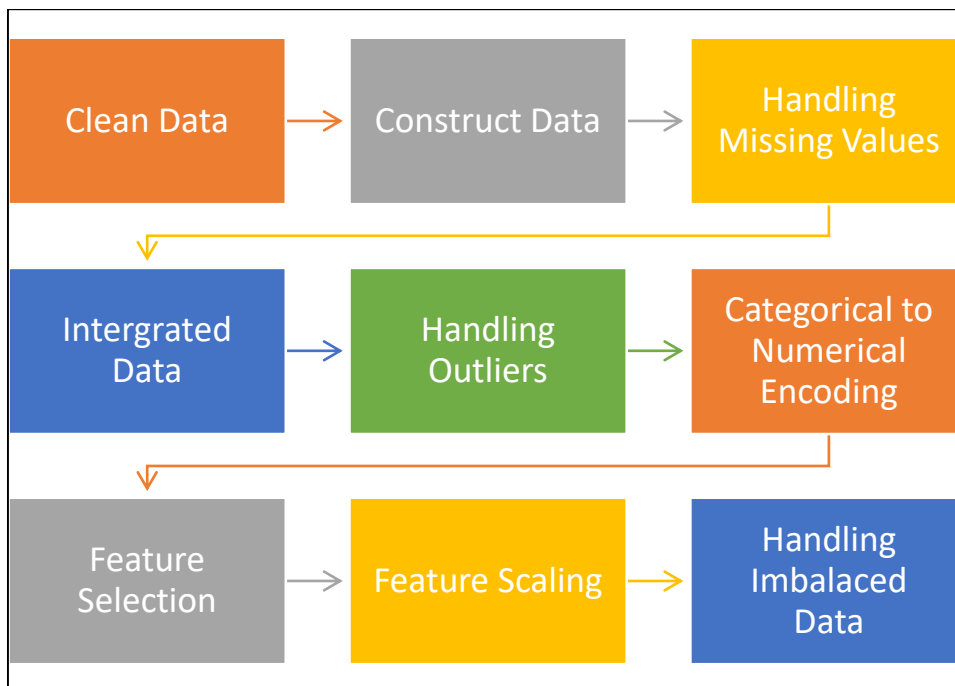 Clean Data
Construct Data
Handling
Missing Values
Intergrated
Data
Handling
Outliers
Categorical to
Numerical
Encoding
Feature
Selection
Feature Scaling
Handling
Imbalaced
Data